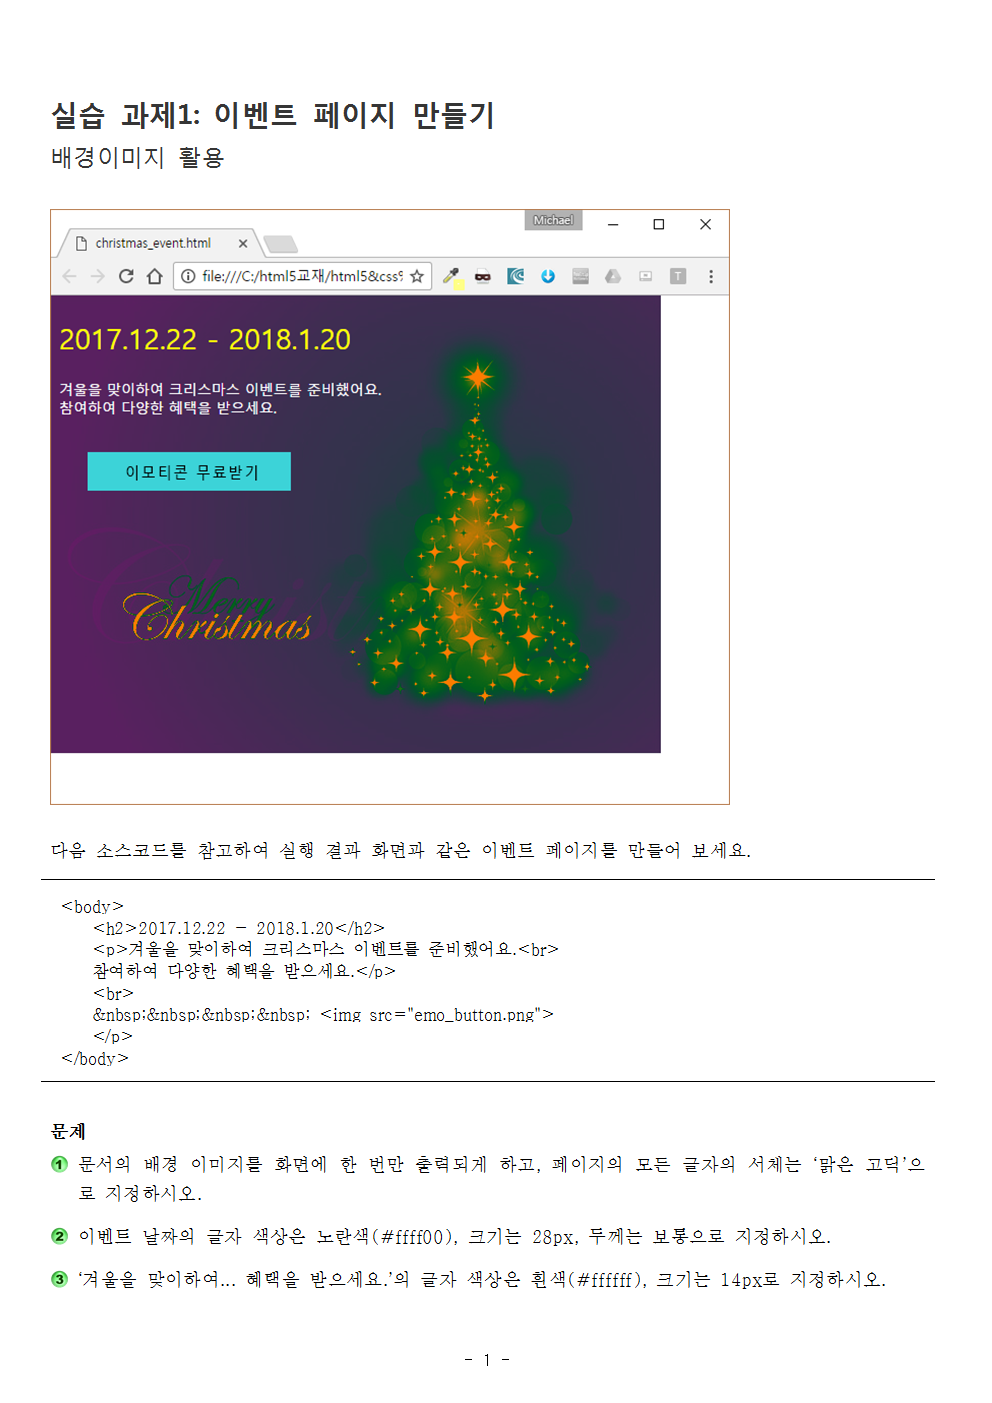 실습 과제1: 이벤트 페이지 만들기
배경이미지 활용
Michael
christmas_event.html
file:///C:/html5교재/html5&css%
T
2017.12.22 - 2018.1.20
겨울을 맞이하여 크리스마스 이벤트를 준비했어요.
참여하여 다양한 혜택을 받으세요.
이모티콘 무료받기
Merry
Christmas
다음 소스코드를 참고하여 실행 결과 화면과 같은 이벤트 페이지를 만들어 보세요.
<body>
<h2>2017.12.22 - 2018.1.20</h2>
<p>겨울을 맞이하여 크리스마스 이벤트를 준비했어요.<br>
참여하여 다양한 혜택을 받으세요.</p>
<br>
&nbsp;&nbsp;&nbsp;&nbsp; <img src="emo_button.png">
</p>
</body>
문제
1 문서의 배경 이미지를 화면에 한 번만 출력되게 하고, 페이지의 모든 글자의 서체는 ‘맑은 고딕’으
로 지정하시오.
2 이벤트 날짜의 글자 색상은 노란색(#ffff00), 크기는 28px, 두께는 보통으로 지정하시오.
3 ‘겨울을 맞이하여... 혜택을 받으세요.’의 글자 색상은 흰색(#ffffff), 크기는 14px로 지정하시오.
- 1 -